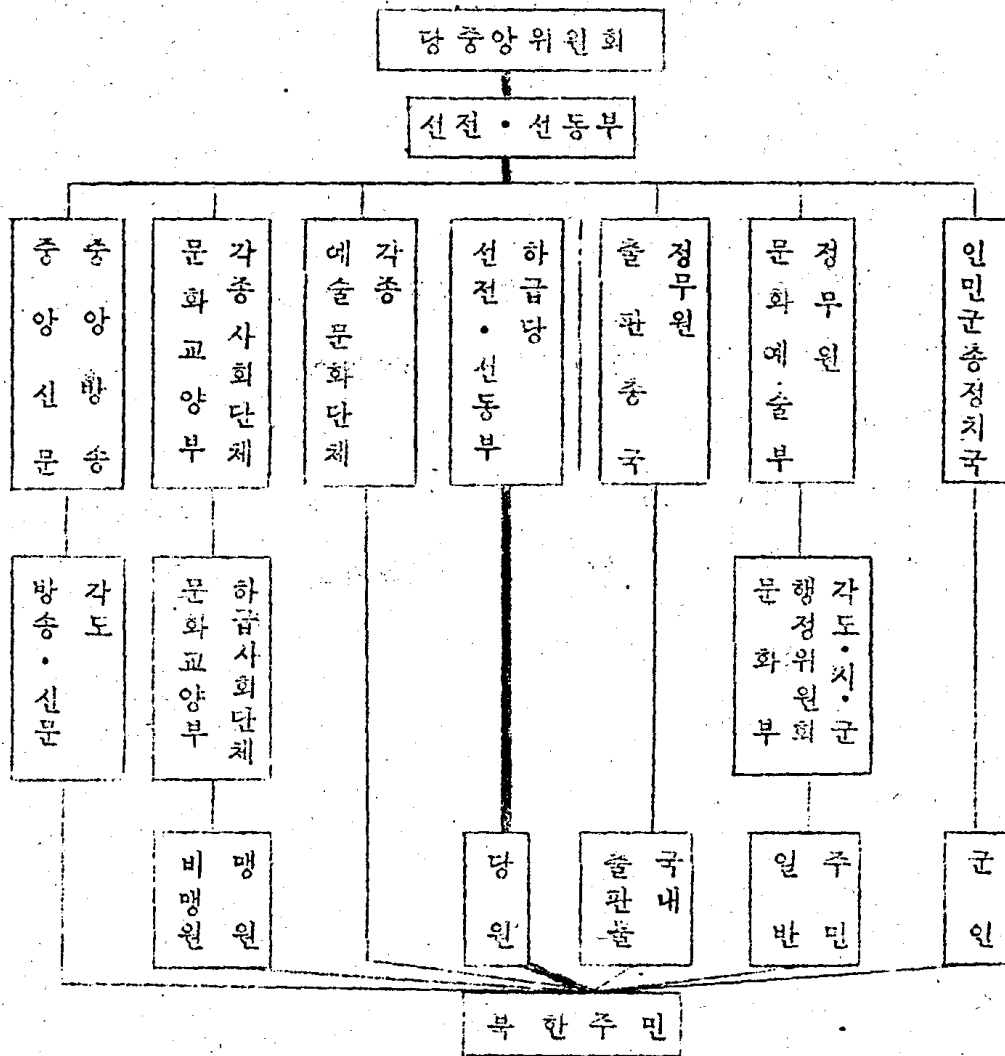 당중앙위원회
선전・선동부
중앙방송
중앙신문
각종사회단체
문화교양부
각종
예술문화단체
하급당
선전・선동부
정무원
출판총국
정무원
문화예술부
인민군총정치국
각도
방송・신문
하급사회단체
문화교양부
각도・시・군
행정위원회
문화부
맹원
비맹원
당원
국내
출판물
일반
주민
군인
북한주민